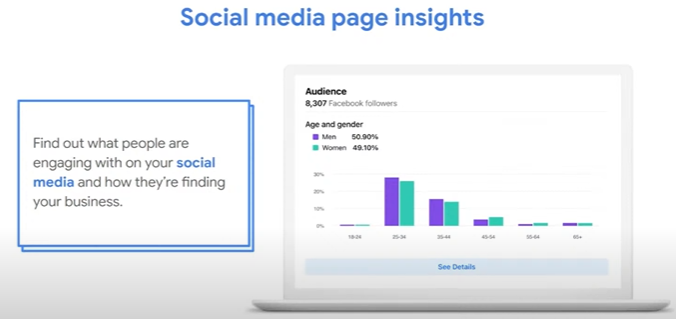 Social media page insights
Find out what people are
engaging with on your social
media and how they're finding
your business.
Audience
8,307 Facebook followers
Age and gender
Men 50.90%
Women 49.10%
30%
20%
10%
0%
18-24 25-34 35-44 45-54 55-64 65+
See Details